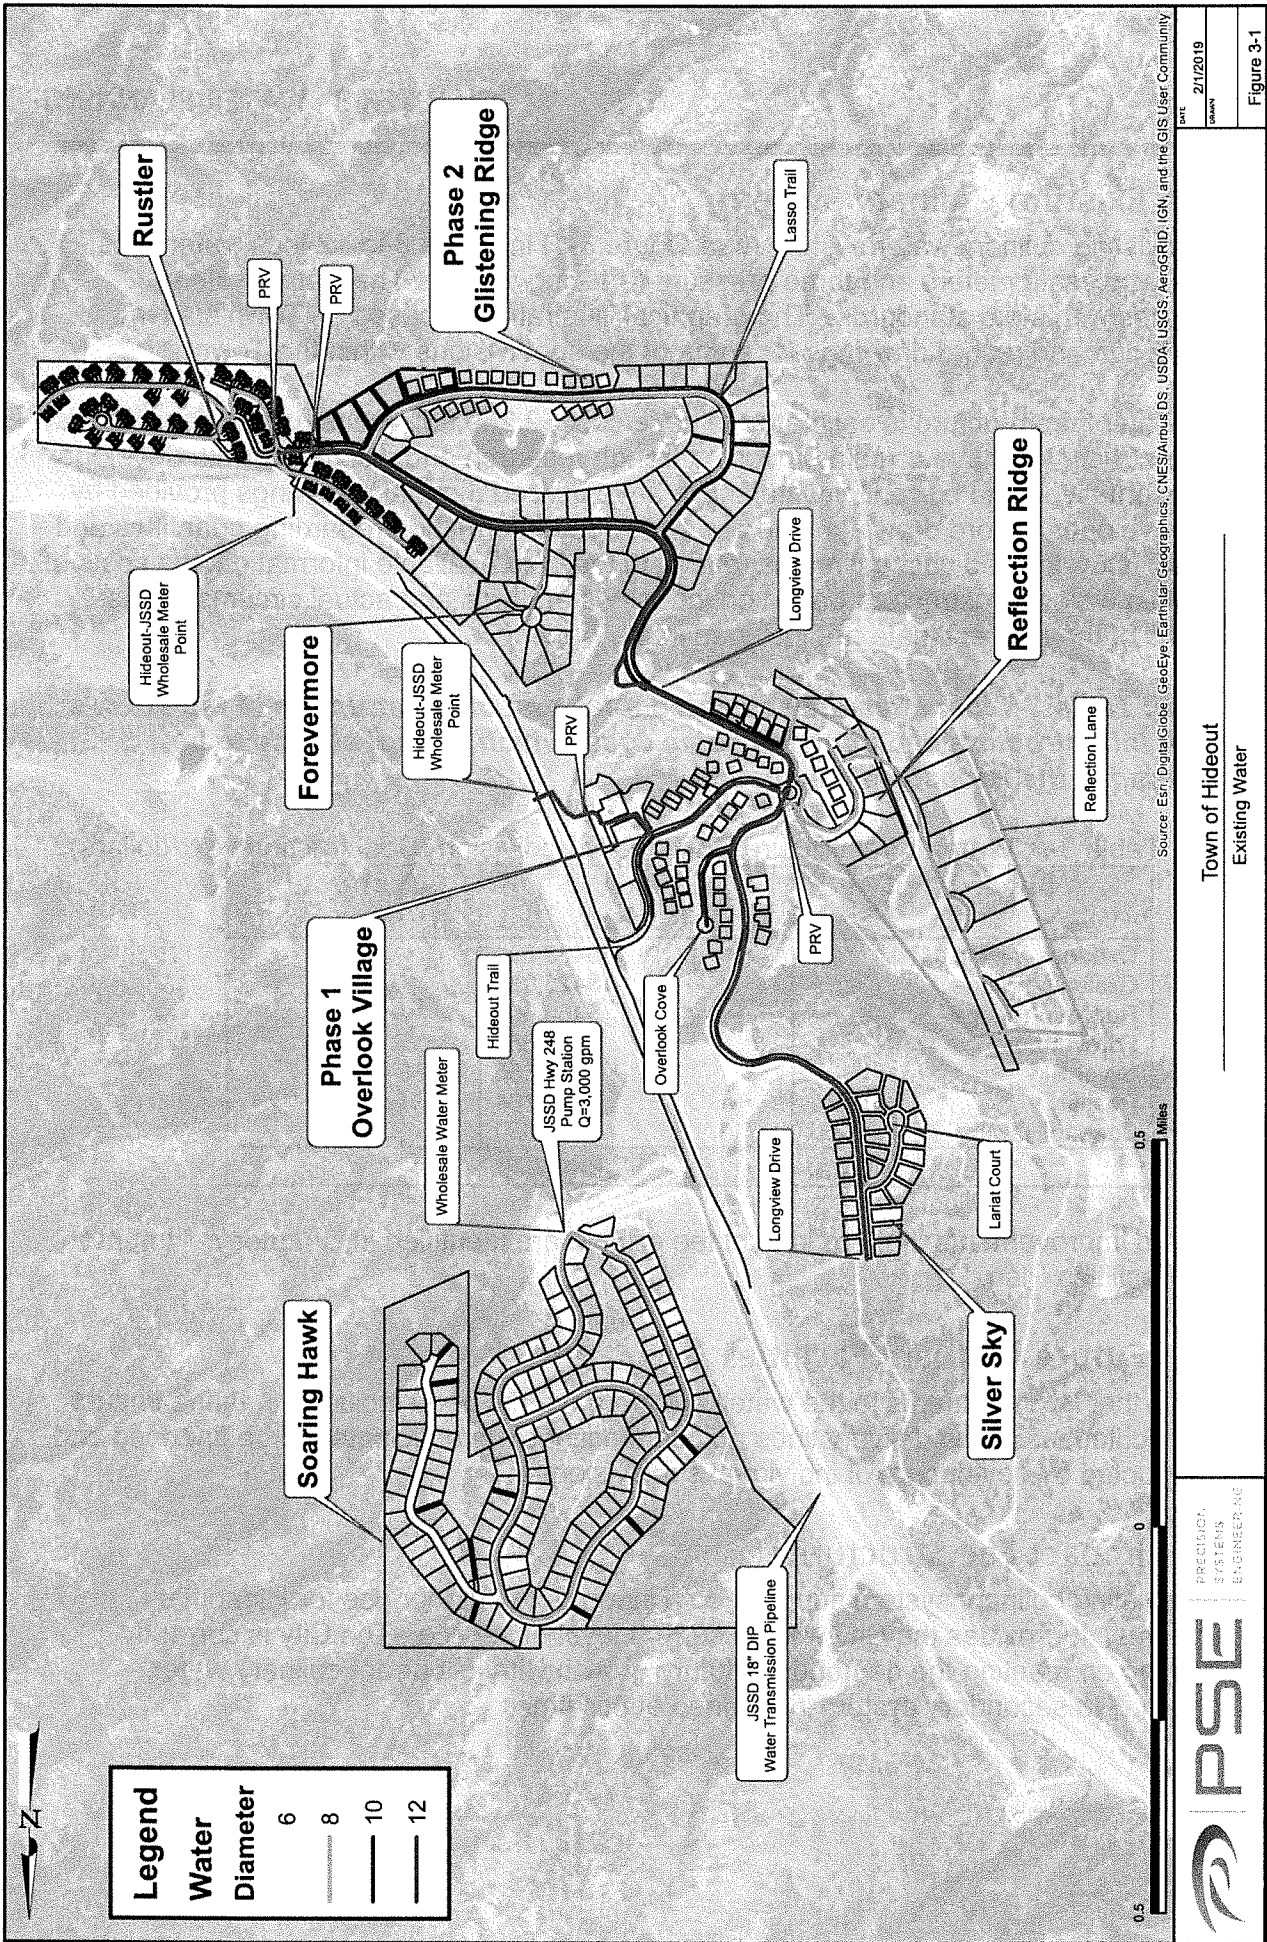 Rustler
PRV
PRV
Phase 2
Glistening Ridge
Lasso Trail
Hideout-JSSD
Wholesale Meter
Point
Forevermore
Hideout-JSSD
Wholesale Meter
Point
PRV
Longview Drive
Reflection Ridge
Reflection Lane
Phase 1
Overlook Village
Hideout Trail
Overlook Cove
PRV
Wholesale Water Meter
JSSD Hwy 248
Pump Station
Q=3,000 gpm
Longview Drive
Lariat Court
Soaring Hawk
Silver Sky
JSSD 18" DIP
Water Transmission Pipeline
N
Legend
Water
Diameter
6
8
10
12
0.5
0
0.5
Miles
Source: Esri, DigitalGlobe, GeoEye, Earthstar Geographics, CNES/Airbus DS, USDA, USGS, AeroGRID, IGN, and the GIS User Community
PSE
PRECISION
SYSTEMS
ENGINEERING
Town of Hideout
Existing Water
DATE
2/1/2019
DRAWN
Figure 3-1